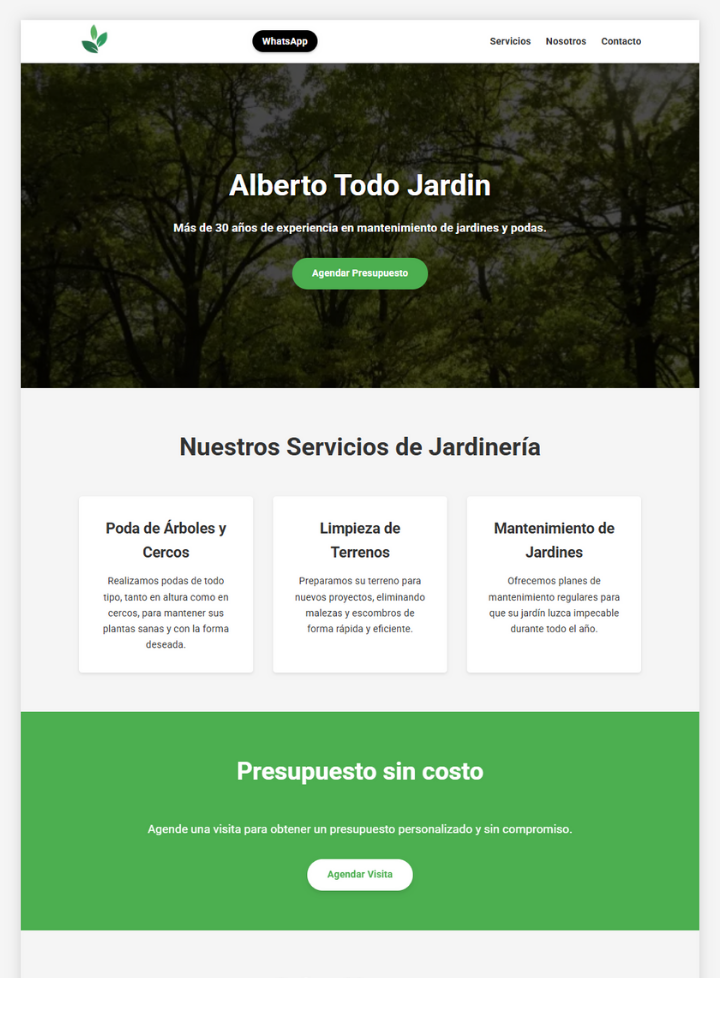 WhatsApp
Servicios Nosotros Contacto
Alberto Todo Jardin
Más de 30 años de experiencia en mantenimiento de jardines y podas.
Agendar Presupuesto
Nuestros Servicios de Jardinería
Poda de Árboles y
Cercos
Realizamos podas de todo
tipo, tanto en altura como en
cercos, para mantener sus
plantas sanas y con la forma
deseada.
Limpieza de
Terrenos
Preparamos su terreno para
nuevos proyectos, eliminando
malezas y escombros de
forma rápida y eficiente.
Mantenimiento de
Jardines
Ofrecemos planes de
mantenimiento regulares para
que su jardín luzca impecable
durante todo el año.
Presupuesto sin costo
Agende una visita para obtener un presupuesto personalizado y sin compromiso.
Agendar Visita